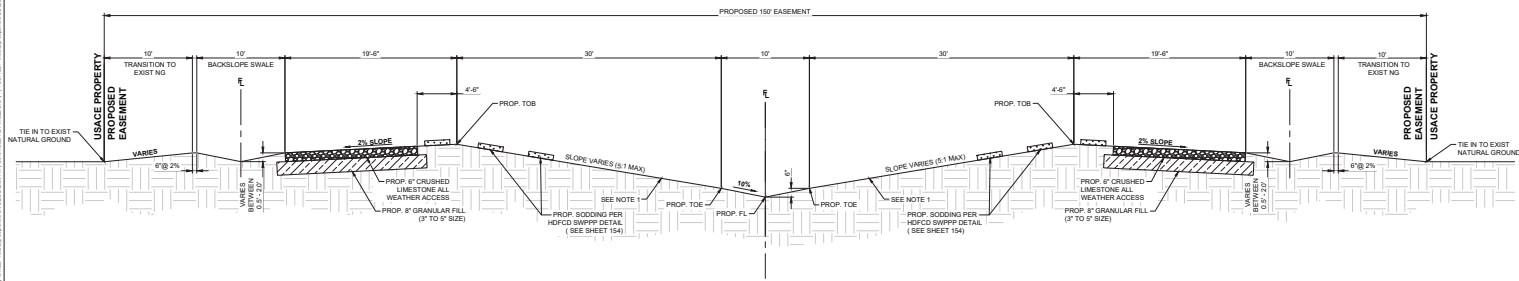 PROPOSED 150' EASEMENT
10'
10'
19'-6"
30'
10'
30'
19'-6"
10'
10'
TRANSITION TO
EXIST NG
BACKSLOPE SWALE
BACKSLOPE SWALE
TRANSITION TO
EXIST NG
USACE PROPERTY
PROPOSED
EASEMENT
4'-6"
PROP. TOB
PROP. TOB
4'-6"
PROPOSED
EASEMENT
USACE PROPERTY
TIE IN TO EXIST
NATURAL GROUND
VARIES
6"@ 2%
VARIES
BETWEEN
0.5' - 2.0'
2% SLOPE
PROP. 6" CRUSHED
LIMESTONE ALL
WEATHER ACCESS
PROP. 8" GRANULAR FILL
(3" TO 5" SIZE)
SLOPE VARIES (5:1 MAX)
SEE NOTE 1
PROP. SODDING PER
HDFCD SWPPP DETAIL
( SEE SHEET 154)
PROP. TOE
10%
PROP. FL
6"
PROP. TOE
SLOPE VARIES (5:1 MAX)
SEE NOTE 1
PROP. SODDING PER
HDFCD SWPPP DETAIL
( SEE SHEET 154)
2% SLOPE
PROP. 6" CRUSHED
LIMESTONE ALL
WEATHER ACCESS
PROP. 8" GRANULAR FILL
(3" TO 5" SIZE)
VARIES
BETWEEN
0.5' - 2.0'
VARIES
6"@ 2%
TIE IN TO EXIST
NATURAL GROUND